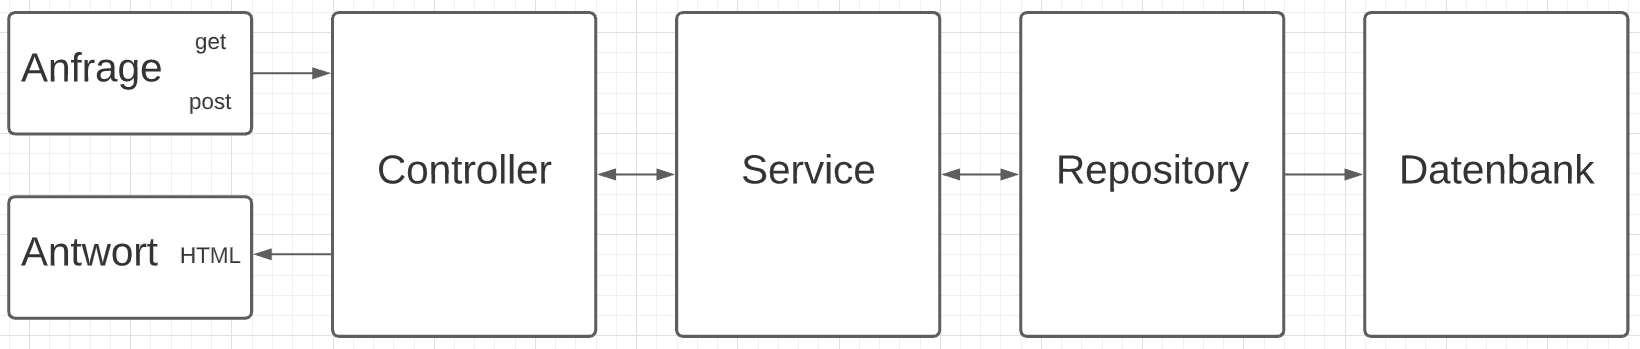 Anfrage
get
post
Antwort
HTML
Controller
Service
Repository
Datenbank